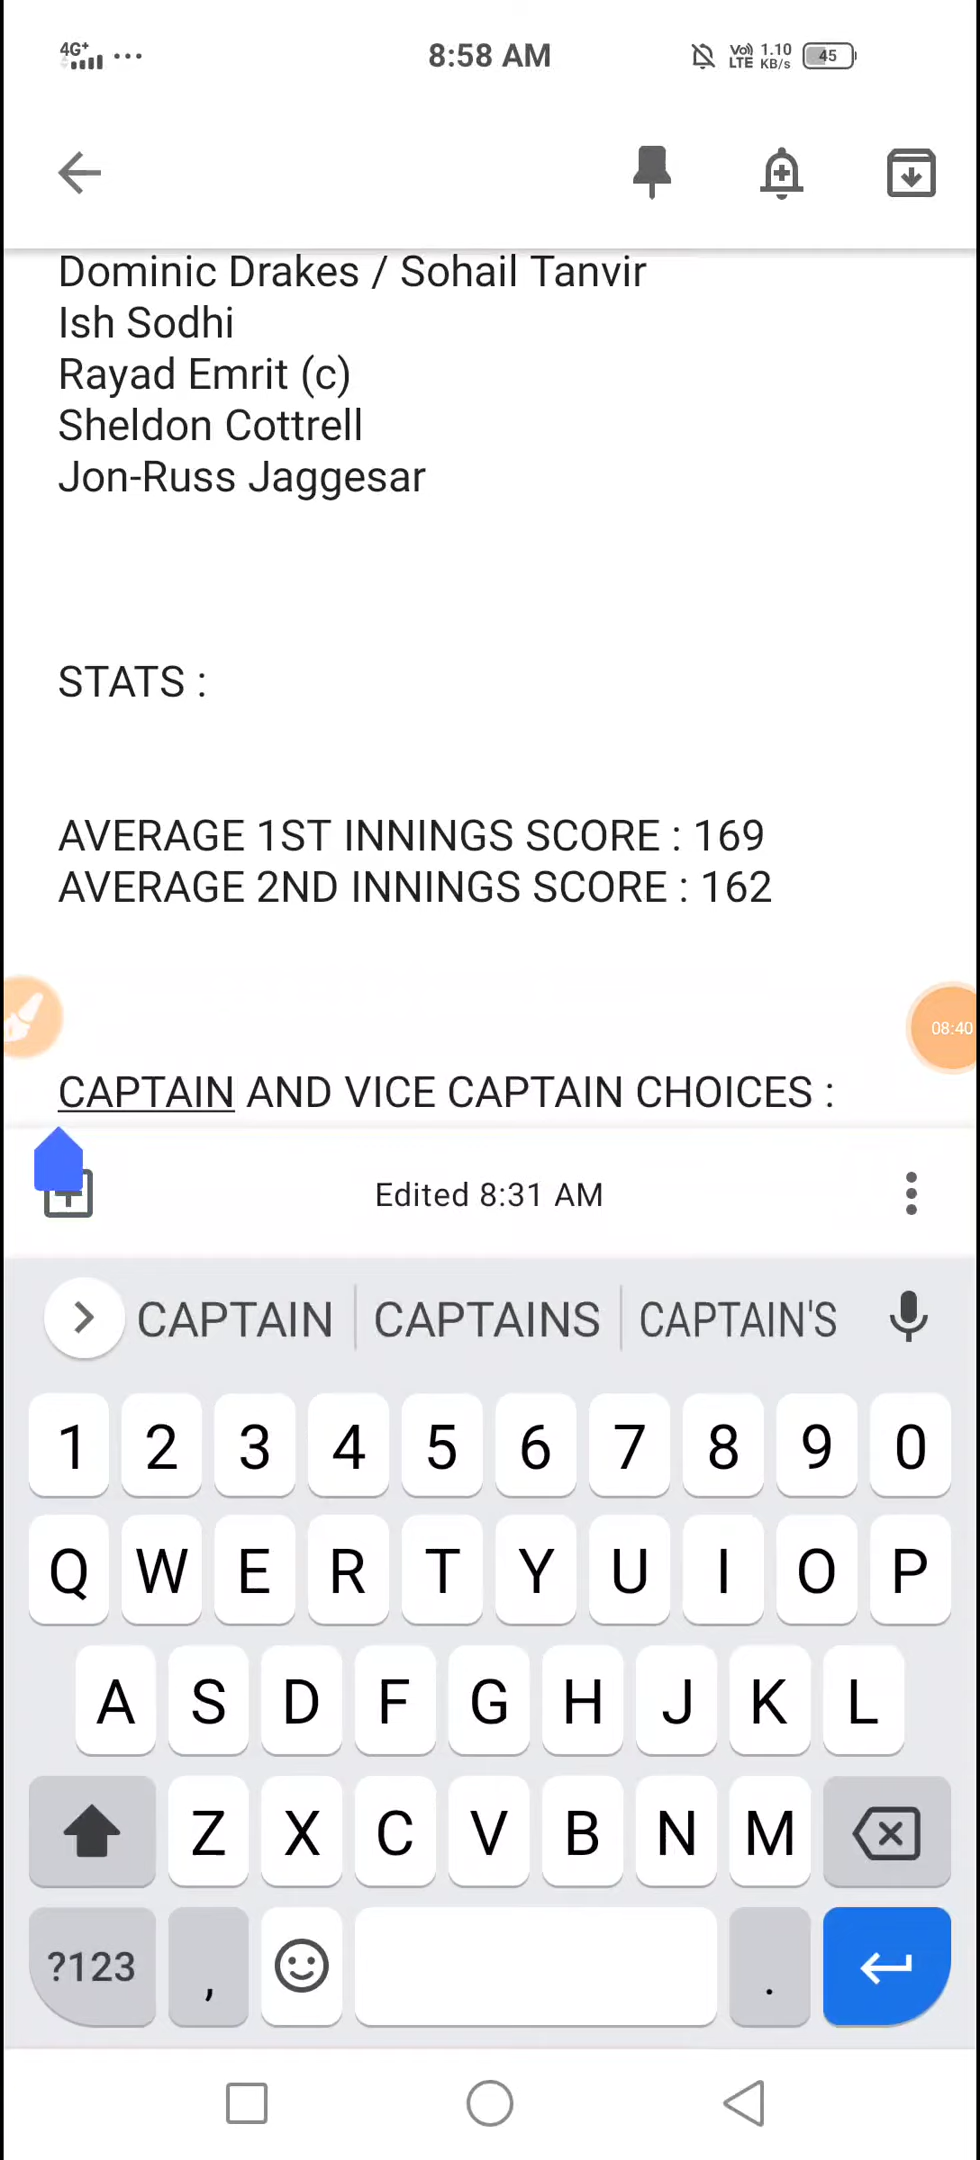 4G+ 8:58 AM Vo) LTE 1.10 KB/s 45
Dominic Drakes / Sohail Tanvir
Ish Sodhi
Rayad Emrit (c)
Sheldon Cottrell
Jon-Russ Jaggesar
STATS :
AVERAGE 1ST INNINGS SCORE : 169
AVERAGE 2ND INNINGS SCORE : 162
08:40
CAPTAIN AND VICE CAPTAIN CHOICES :
Edited 8:31 AM
CAPTAIN CAPTAINS CAPTAIN'S
1 2 3 4 5 6 7 8 9 0
Q W E R T Y U I O P
A S D F G H J K L
Z X C V B N M
?123 , .